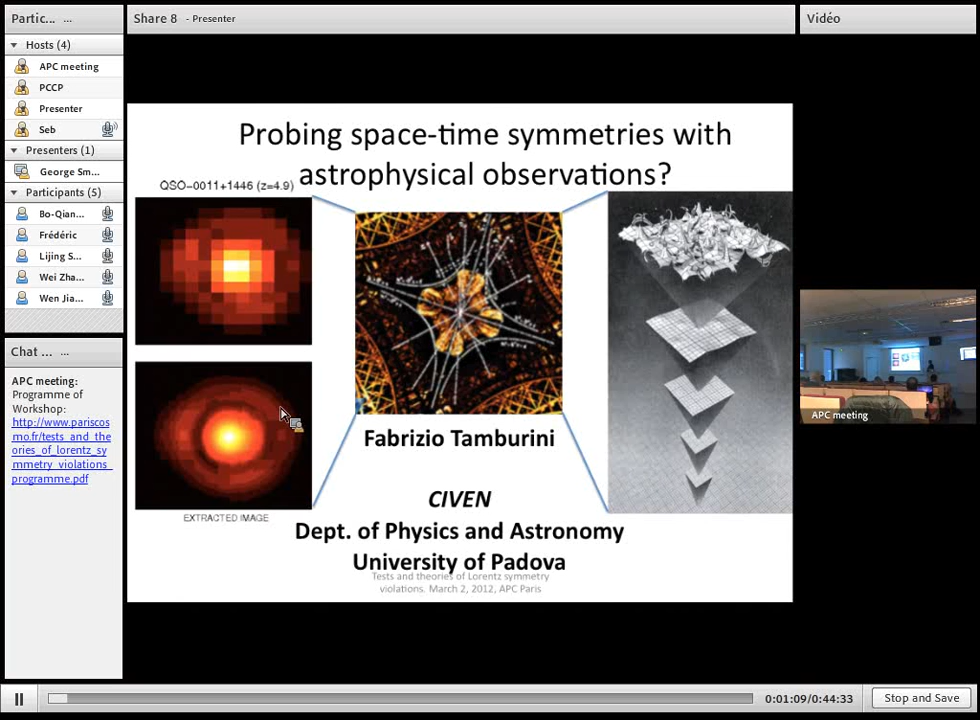 Partic... ...
Hosts (4)
APC meeting
PCCP
Presenter
Seb
Presenters (1)
George Sm...
Participants (5)
Bo-Qian...
Frédéric
Lijing S...
Wei Zha...
Wen Jia...
Chat ... ...
APC meeting:
Programme of
Workshop:
http://www.pariscos
mo.fr/tests_and_the
ories_of_lorentz_sy
mmetry_violations_
programme.pdf
Share 8 - Presenter
Probing space-time symmetries with
astrophysical observations?
QSO-0011+1446 (z=4.9)
EXTRACTED IMAGE
Fabrizio Tamburini
CIVEN
Dept. of Physics and Astronomy
University of Padova
Tests and theories of Lorentz symmetry
violations. March 2, 2012, APC Paris
Vidéo
APC meeting
0:01:09/0:44:33
Stop and Save